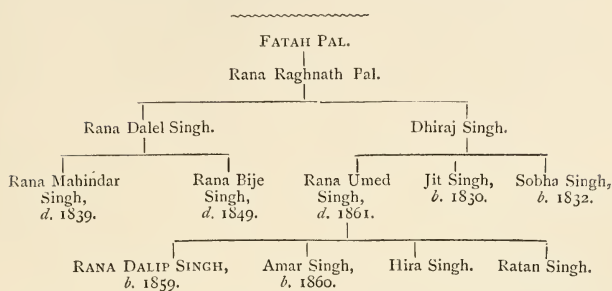 FATAH PAL.
Rana Raghnath Pal.
Rana Dalel Singh. Dhiraj Singh.
Rana Mahindar Rana Bije Rana Umed Jit Singh, Sobha Singh,
Singh, Singh, Singh, b. 1830. b. 1832.
d. 1839. d. 1849. d. 1861.
RANA DALIP SINGH, Amar Singh, Hira Singh. Ratan Singh.
b. 1859. b. 1860.